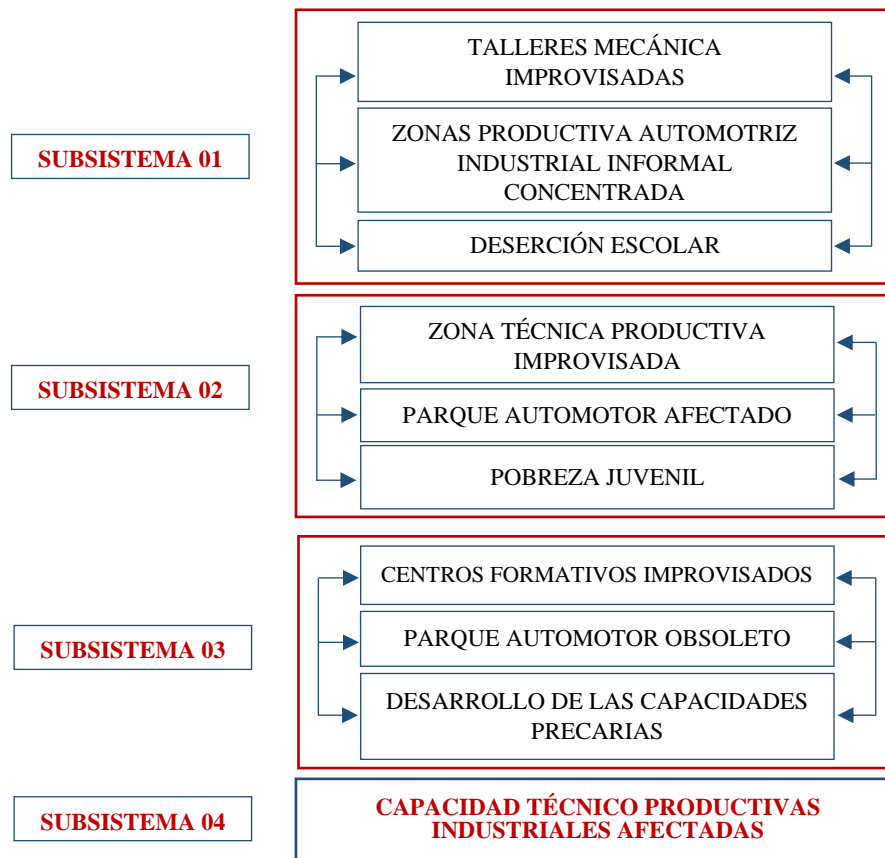 TALLERES MECÁNICA
IMPROVISADAS
SUBSISTEMA 01
ZONAS PRODUCTIVA AUTOMOTRIZ
INDUSTRIAL INFORMAL
CONCENTRADA
DESERCIÓN ESCOLAR
ZONA TÉCNICA PRODUCTIVA
IMPROVISADA
SUBSISTEMA 02
PARQUE AUTOMOTOR AFECTADO
POBREZA JUVENIL
CENTROS FORMATIVOS IMPROVISADOS
SUBSISTEMA 03
PARQUE AUTOMOTOR OBSOLETO
DESARROLLO DE LAS CAPACIDADES
PRECARIAS
SUBSISTEMA 04
CAPACIDAD TÉCNICO PRODUCTIVAS
INDUSTRIALES AFECTADAS